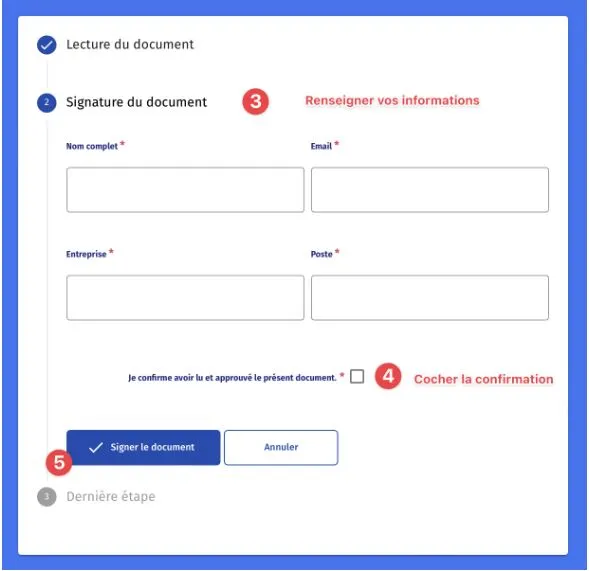 Lecture du document
2 Signature du document 3 Renseigner vos informations
Nom complet * Email *
Entreprise * Poste *
Je confirme avoir lu et approuvé le présent document. * 4 Cocher la confirmation
Signer le document Annuler
5
3 Dernière étape